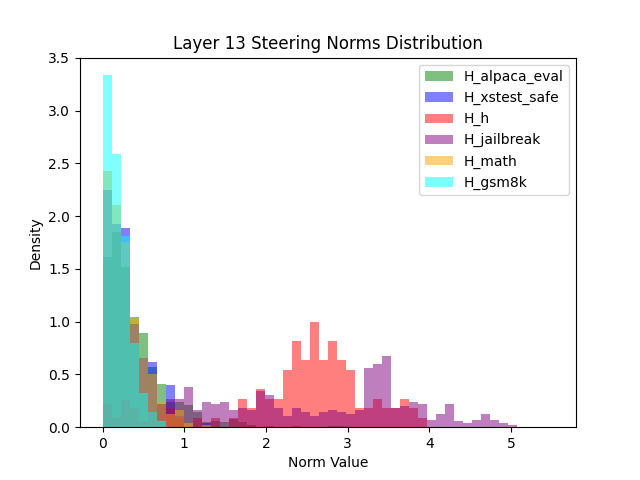 Layer 13 Steering Norms Distribution
3.5
3.0
2.5
2.0
1.5
1.0
0.5
0.0
Density
H_alpaca_eval
H_xstest_safe
H_h
H_jailbreak
H_math
H_gsm8k
0 1 2 3 4 5
Norm Value